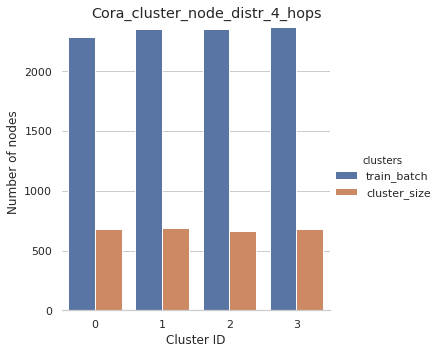 Cora_cluster_node_distr_4_hops
Number of nodes
2000
1500
1000
500
0
0 1 2 3
Cluster ID
clusters
train_batch
cluster_size